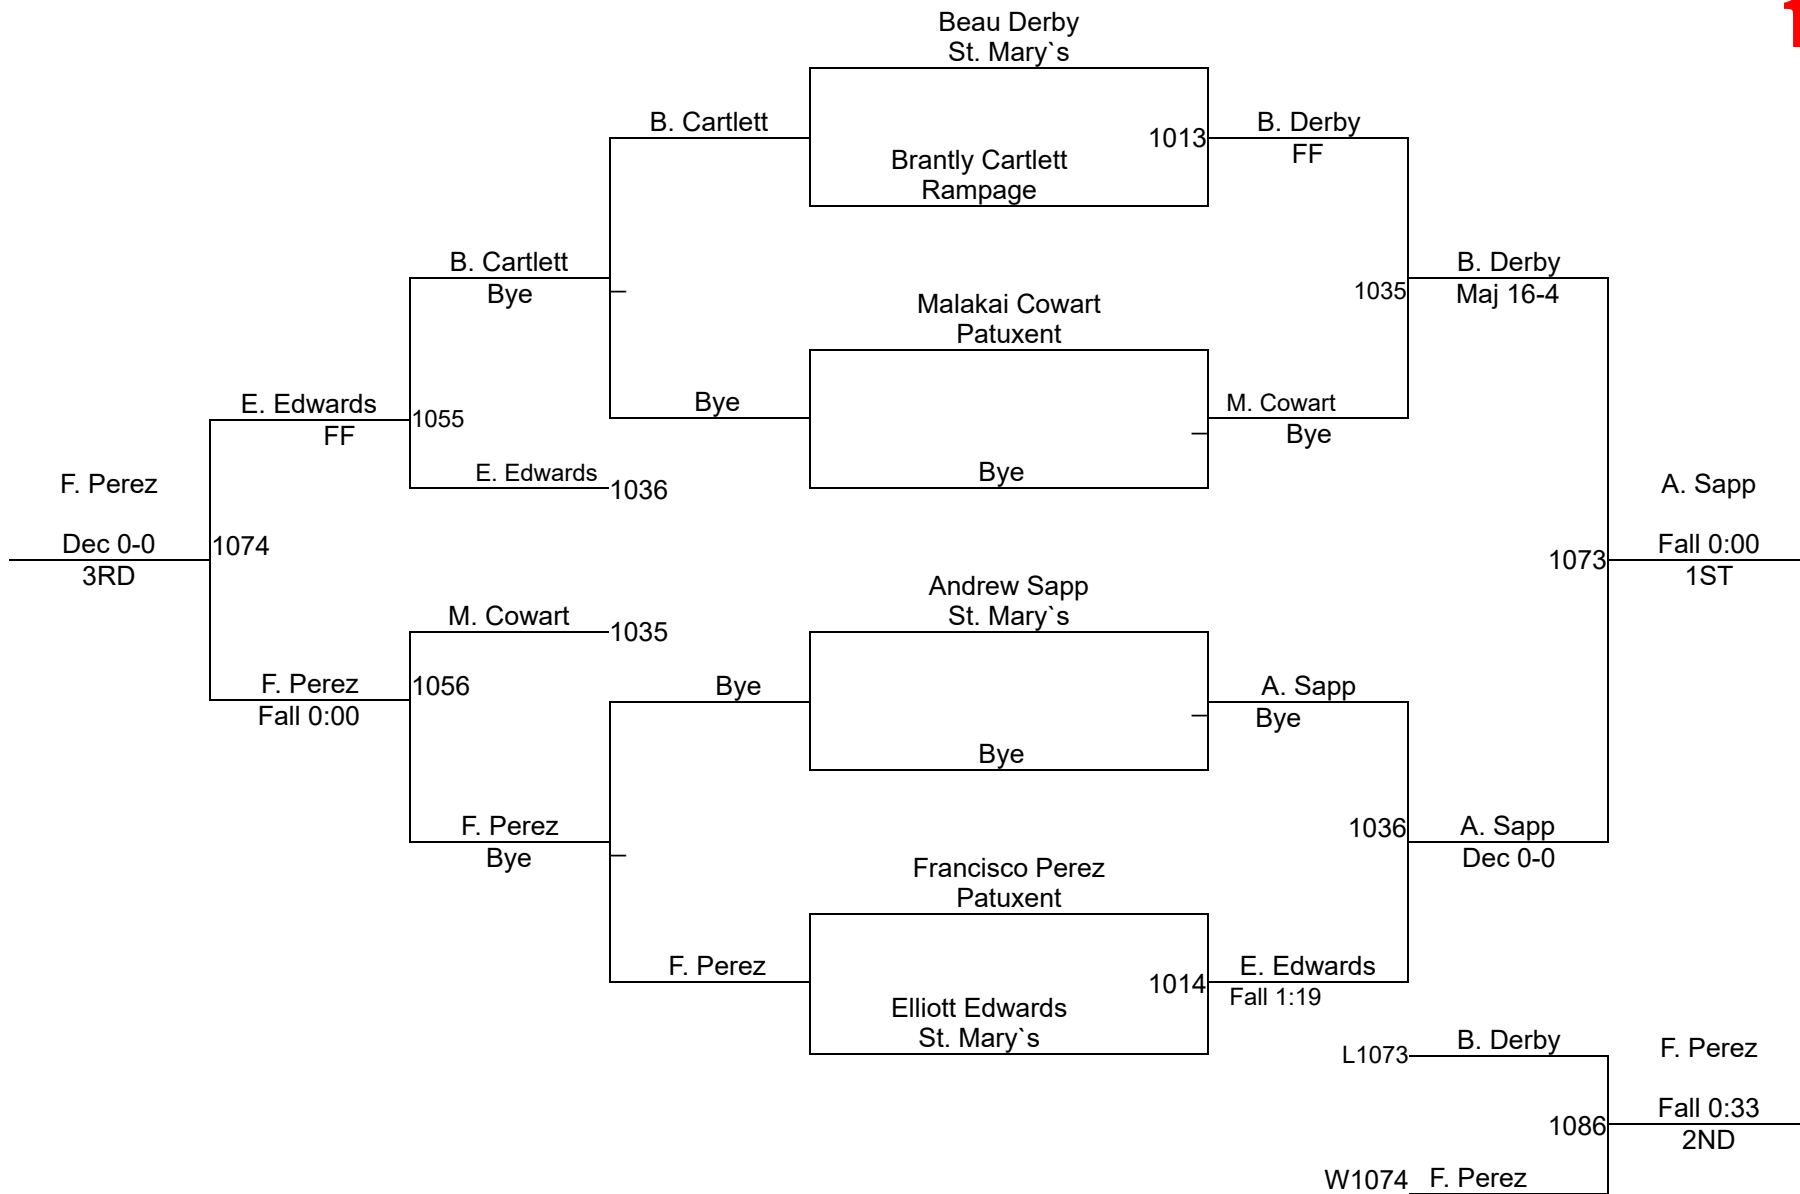 Beau Derby
St. Mary`s
B. Cartlett
1013
B. Derby
FF
Brantly Cartlett
Rampage
B. Cartlett
Bye
Malakai Cowart
Patuxent
1035
B. Derby
Maj 16-4
E. Edwards
FF
1055
Bye
M. Cowart
Bye
E. Edwards
1036
Bye
F. Perez
Dec 0-0
3RD
1074
Andrew Sapp
St. Mary`s
1073
A. Sapp
Fall 0:00
1ST
M. Cowart
1035
F. Perez
Fall 0:00
1056
Bye
A. Sapp
Bye
Bye
F. Perez
Bye
1036
A. Sapp
Dec 0-0
Francisco Perez
Patuxent
F. Perez
1014
E. Edwards
Fall 1:19
Elliott Edwards
St. Mary`s
L1073
B. Derby
F. Perez
Fall 0:33
2ND
1086
W1074
F. Perez